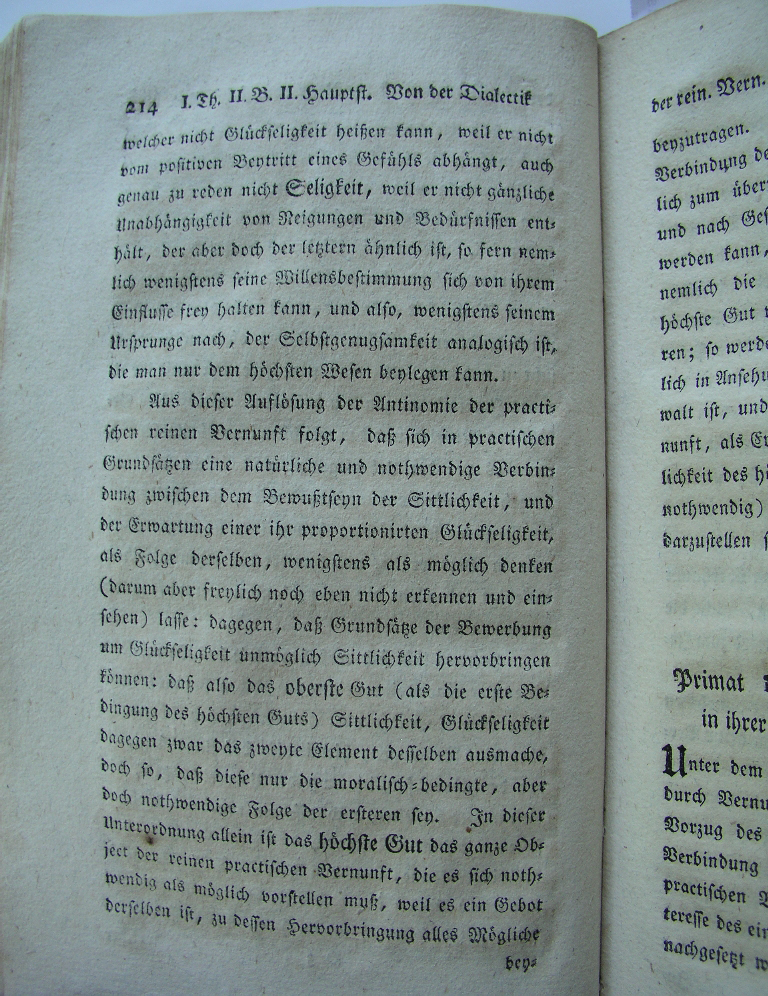 214 I. Th. II. B. II. Hauptst. Von der Dialectik
welcher nicht Glückseligkeit heißen kann, weil er nicht
vom positiven Beytritt eines Gefühls abhängt, auch
genau zu reden nicht Seligkeit, weil er nicht gänzliche
Unabhängigkeit von Neigungen und Bedürfnissen ent-
hält, der aber doch der letztern ähnlich ist, so fern nem-
lich wenigstens seine Willensbestimmung sich von ihrem
Einflusse frey halten kann, und also, wenigstens seinem
Ursprunge nach, der Selbstgenugsamkeit analogisch ist,
die man nur dem höchsten Wesen beylegen kann.
Aus dieser Auflösung der Antinomie der practi-
schen reinen Vernunft folgt, daß sich in practischen
Grundsätzen eine natürliche und nothwendige Verbin-
dung zwischen dem Bewußtseyn der Sittlichkeit, und
der Erwartung einer ihr proportionirten Glückseligkeit,
als Folge derselben, wenigstens als möglich denken
(darum aber freylich noch eben nicht erkennen und ein-
sehen) lasse: dagegen, daß Grundsätze der Bewerbung
um Glückseligkeit unmöglich Sittlichkeit hervorbringen
können: daß also das oberste Gut (als die erste Be-
dingung des höchsten Guts) Sittlichkeit, Glückseligkeit
dagegen zwar das zweyte Element desselben ausmache,
doch so, daß diese nur die moralisch-bedingte, aber
doch nothwendige Folge der ersteren sey. In dieser
Unterordnung allein ist das höchste Gut das ganze Ob-
ject der reinen practischen Vernunft, die es sich noth-
wendig als möglich vorstellen muß, weil es ein Gebot
derselben ist, zu dessen Hervorbringung alles Mögliche
bey-
der rein. Vern.
beyzutragen.
Verbindung
lich zum
und nach
werden kann,
nemlich die
höchste Gut
ren; so
lich in
walt ist, und
nunft, als
lichkeit des
nothwendig)
darzustellen
Primat
in ihrer
Unter dem
durch
Vorzug des
Verbindung
practischen
teresse des
nachgesetzt